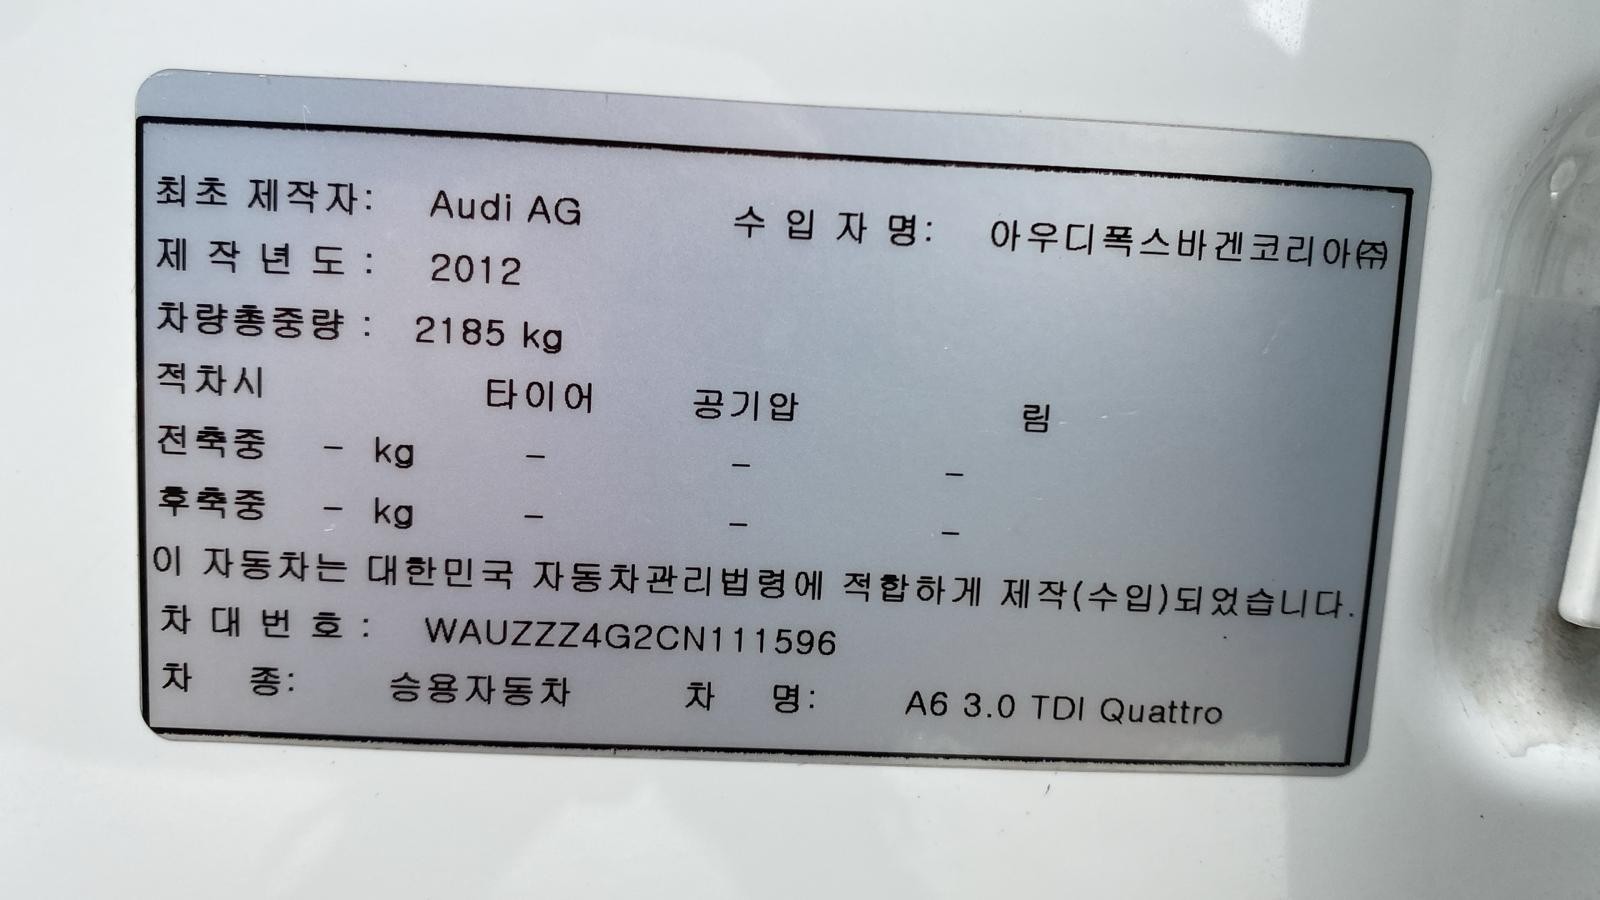 최초 제작자: Audi AG 수 입 자 명: 아우디폭스바겐코리아㈜
제 작 년 도 : 2012
차량총중량 : 2185 kg
적차시 타이어 공기압 림
전축중 - kg - - -
후축중 - kg - - -
이 자동차는 대한민국 자동차관리법령에 적합하게 제작(수입)되었습니다.
차 대 번 호 : WAUZZZ4G2CN111596
차 종: 승용자동차 차 명: A6 3.0 TDI Quattro